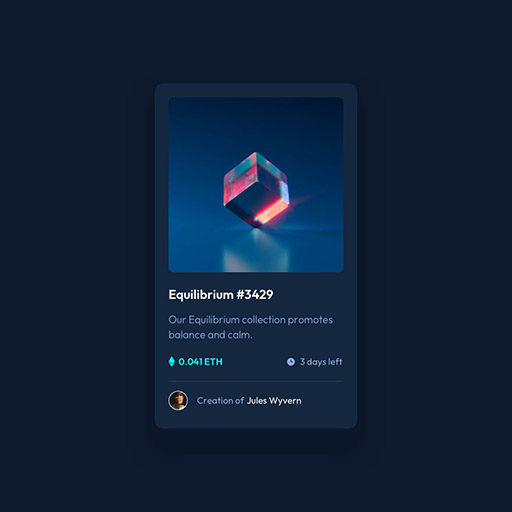 Equilibrium #3429
Our Equilibrium collection promotes
balance and calm.
0.041 ETH 3 days left
Creation of Jules Wyvern